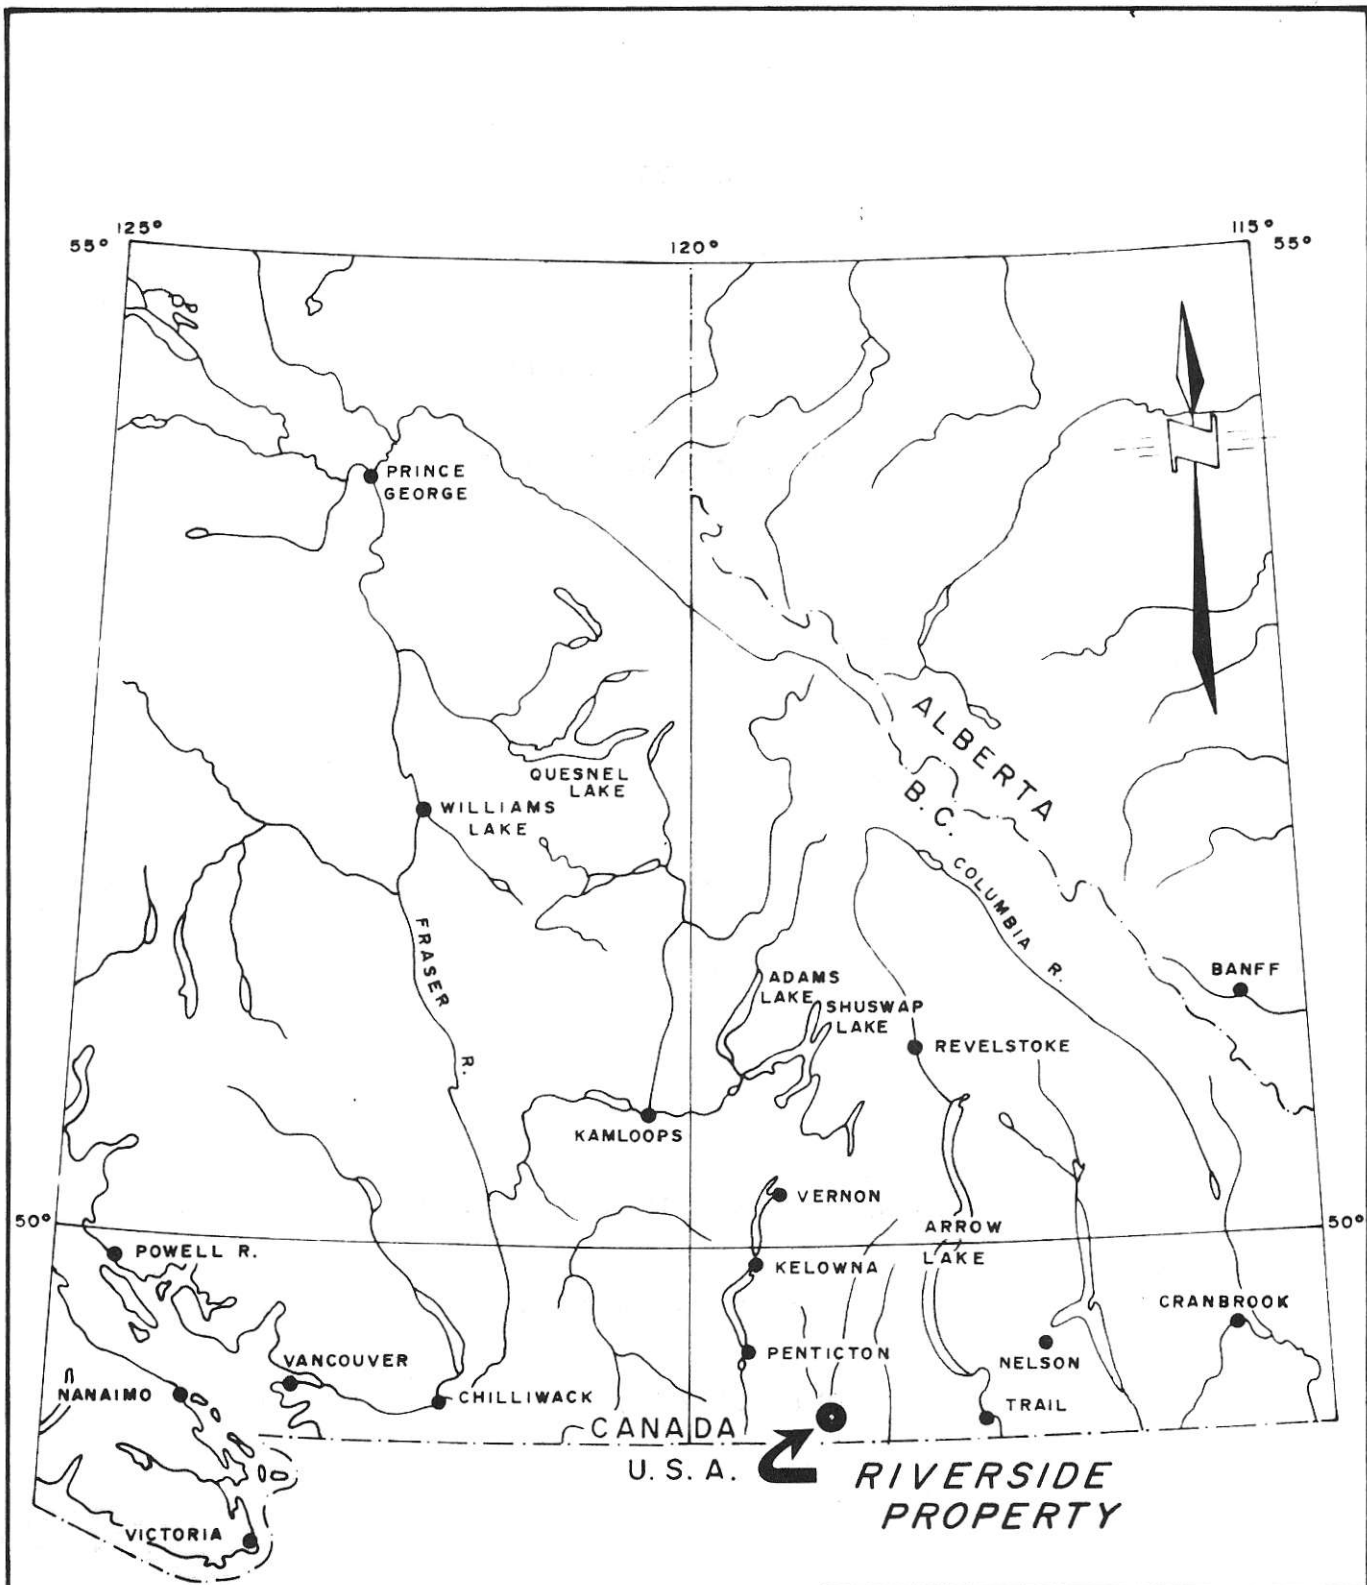 125°
55°
120°
115°
55°
PRINCE
GEORGE
ALBERTA
B.C.
QUESNEL
LAKE
WILLIAMS
LAKE
COLUMBIA R.
FRASER R.
BANFF
ADAMS
LAKE
SHUSWAP
LAKE
REVELSTOKE
KAMLOOPS
VERNON
50°
50°
ARROW
LAKE
POWELL R.
KELOWNA
CRANBROOK
VANCOUVER
PENTICTON
NELSON
NANAIMO
CHILLIWACK
TRAIL
CANADA
U.S.A.
RIVERSIDE
PROPERTY
VICTORIA